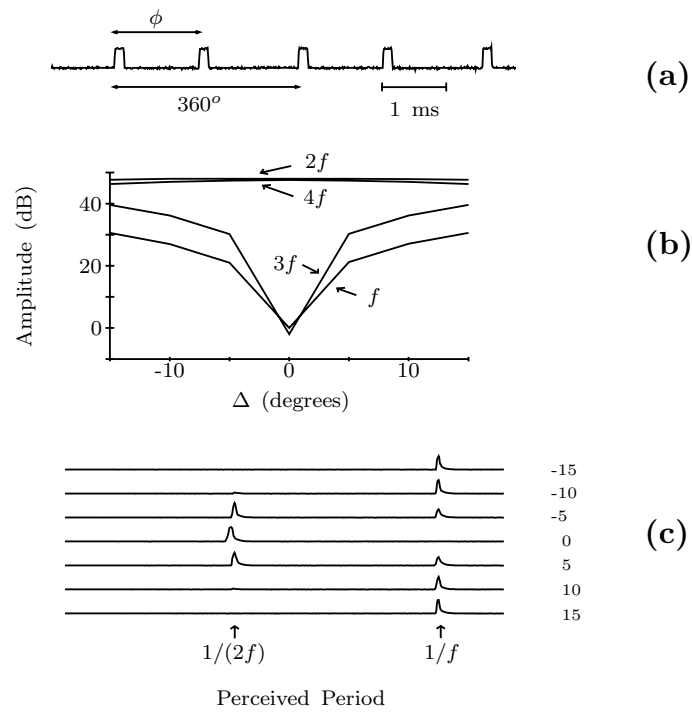 ϕ
360ᵒ
1 ms
(a)
2f
4f
3f
f
40
20
0
Amplitude (dB)
-10
0
10
Δ (degrees)
(b)
-15
-10
-5
0
5
10
15
(c)
1/(2f)
1/f
Perceived Period